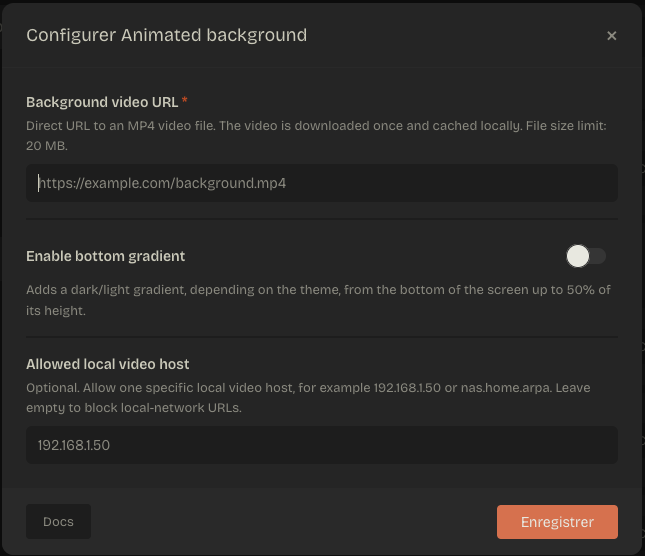 Configurer Animated background
×
Background video URL *
Direct URL to an MP4 video file. The video is downloaded once and cached locally. File size limit:
20 MB.
https://example.com/background.mp4
Enable bottom gradient
Adds a dark/light gradient, depending on the theme, from the bottom of the screen up to 50% of
its height.
Allowed local video host
Optional. Allow one specific local video host, for example 192.168.1.50 or nas.home.arpa. Leave
empty to block local-network URLs.
192.168.1.50
Docs
Enregistrer